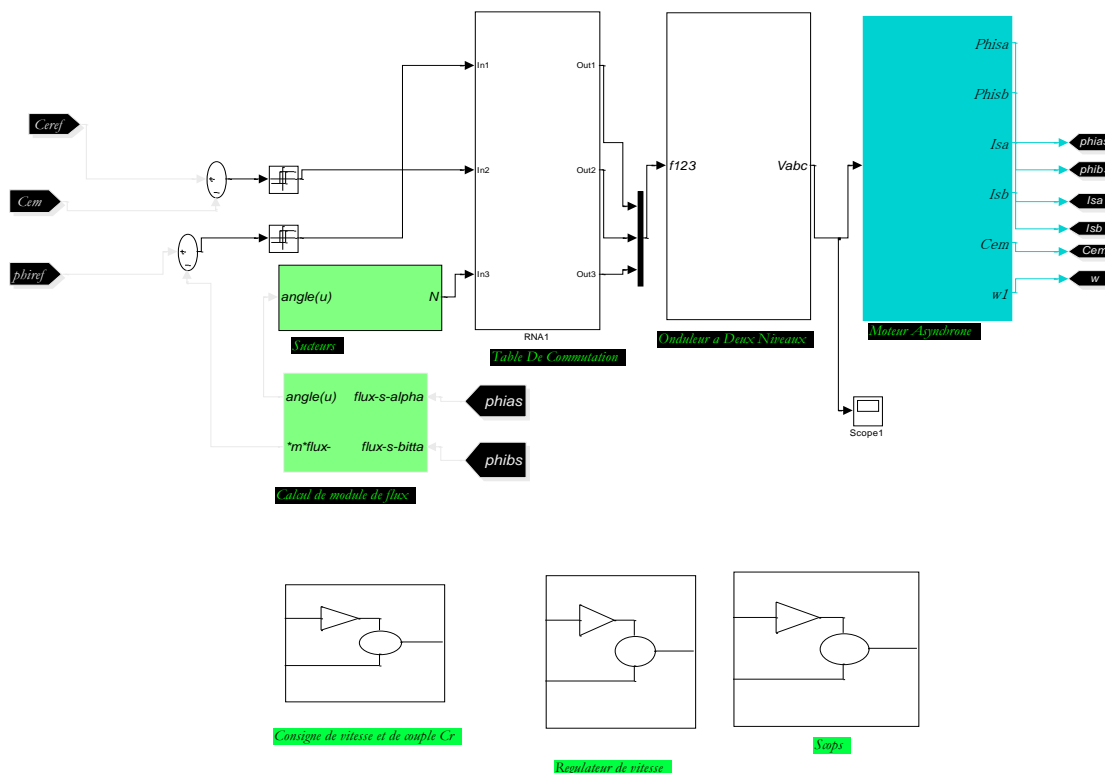 Ceref
Cem
phiref
In1
In2
In3
Out1
Out2
Out3
RNA1
Table De Commutation
f123
Vabc
Onduleur a Deux Niveaux
Phisa
Phisb
Isa
Isb
Cem
w1
Moteur Asynchrone
phias
Isa
Isb
Cem
w
Scope1
angle(u)
N
Sucteurs
angle(u)
flux-s-alpha
*m*flux-
flux-s-bitta
Calcul de module de flux
phias
phibs
Consigne de vitesse et de couple Cr
Regulateur de vitesse
Scops